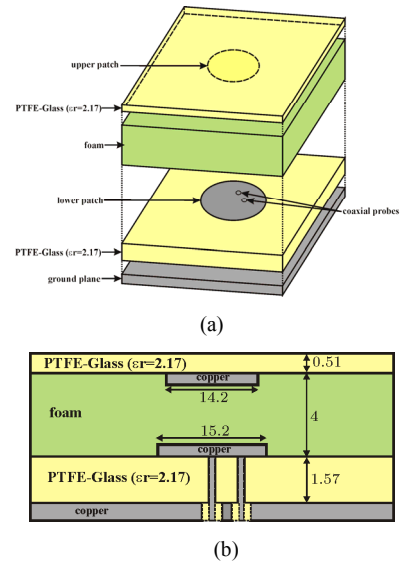 upper patch
PTFE-Glass (εr=2.17)
foam
lower patch
coaxial probes
PTFE-Glass (εr=2.17)
ground plane
(a)
PTFE-Glass (εr=2.17)
0.51
copper
14.2
foam
4
15.2
copper
PTFE-Glass (εr=2.17)
1.57
copper
(b)